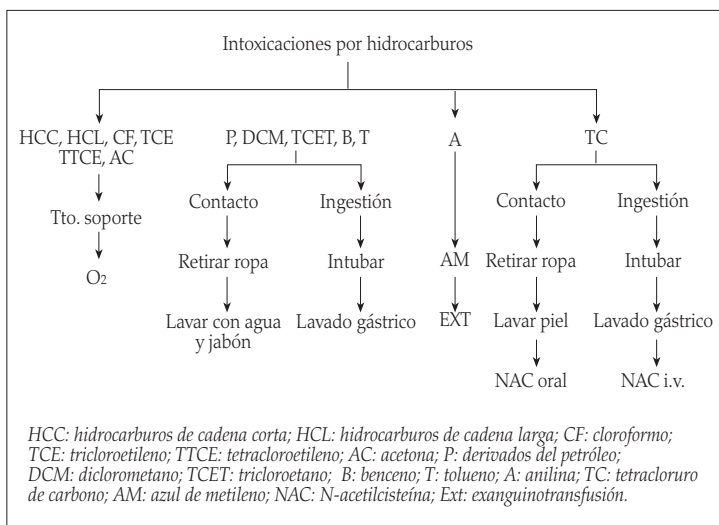 Intoxicaciones por hidrocarburos
HCC, HCL, CF, TCE
TTCE, AC
P, DCM, TCET, B, T
A
TC
Contacto
Ingestión
Contacto
Ingestión
Tto. soporte
Retirar ropa
Intubar
AM
Retirar ropa
Intubar
O2
Lavar con agua
y jabón
Lavado gástrico
EXT
Lavar piel
Lavado gástrico
NAC oral
NAC i.v.
HCC: hidrocarburos de cadena corta; HCL: hidrocarburos de cadena larga; CF: cloroformo;
TCE: tricloroetileno; TTCE: tetracloroetileno; AC: acetona; P: derivados del petróleo;
DCM: diclorometano; TCET: tricloroetano; B: benceno; T: tolueno; A: anilina; TC: tetracloruro
de carbono; AM: azul de metileno; NAC: N-acetilcisteína; Ext: exanguinotransfusión.